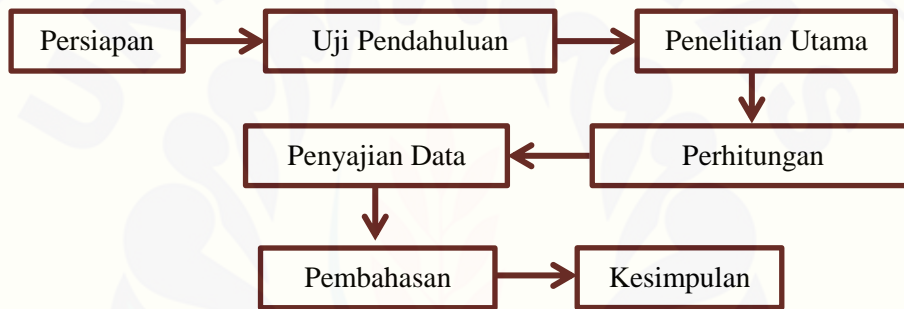 Persiapan
Uji Pendahuluan
Penelitian Utama
Perhitungan
Penyajian Data
Pembahasan
Kesimpulan